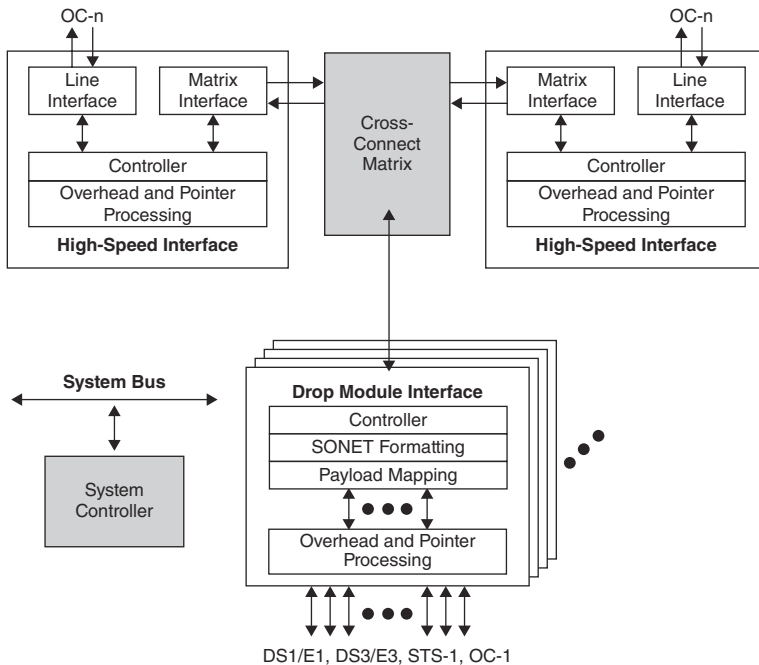 OC-n
Line
Interface
Matrix
Interface
Controller
Overhead and Pointer
Processing
High-Speed Interface
Cross-
Connect
Matrix
OC-n
Matrix
Interface
Line
Interface
Controller
Overhead and Pointer
Processing
High-Speed Interface
System Bus
System
Controller
Drop Module Interface
Controller
SONET Formatting
Payload Mapping
Overhead and Pointer
Processing
DS1/E1, DS3/E3, STS-1, OC-1